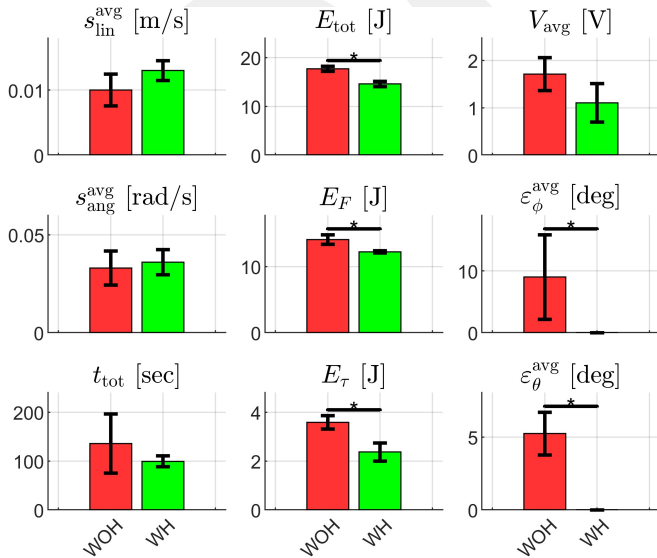 s_lin^avg [m/s]
E_tot [J]
V_avg [V]
0.01
0
20
*
10
0
2
1
0
s_ang^avg [rad/s]
E_F [J]
ε_ϕ^avg [deg]
0.05
0
*
10
0
*
10
0
t_tot [sec]
E_τ [J]
ε_θ^avg [deg]
200
100
0
4
*
2
0
*
5
0
WOH WH
WOH WH
WOH WH